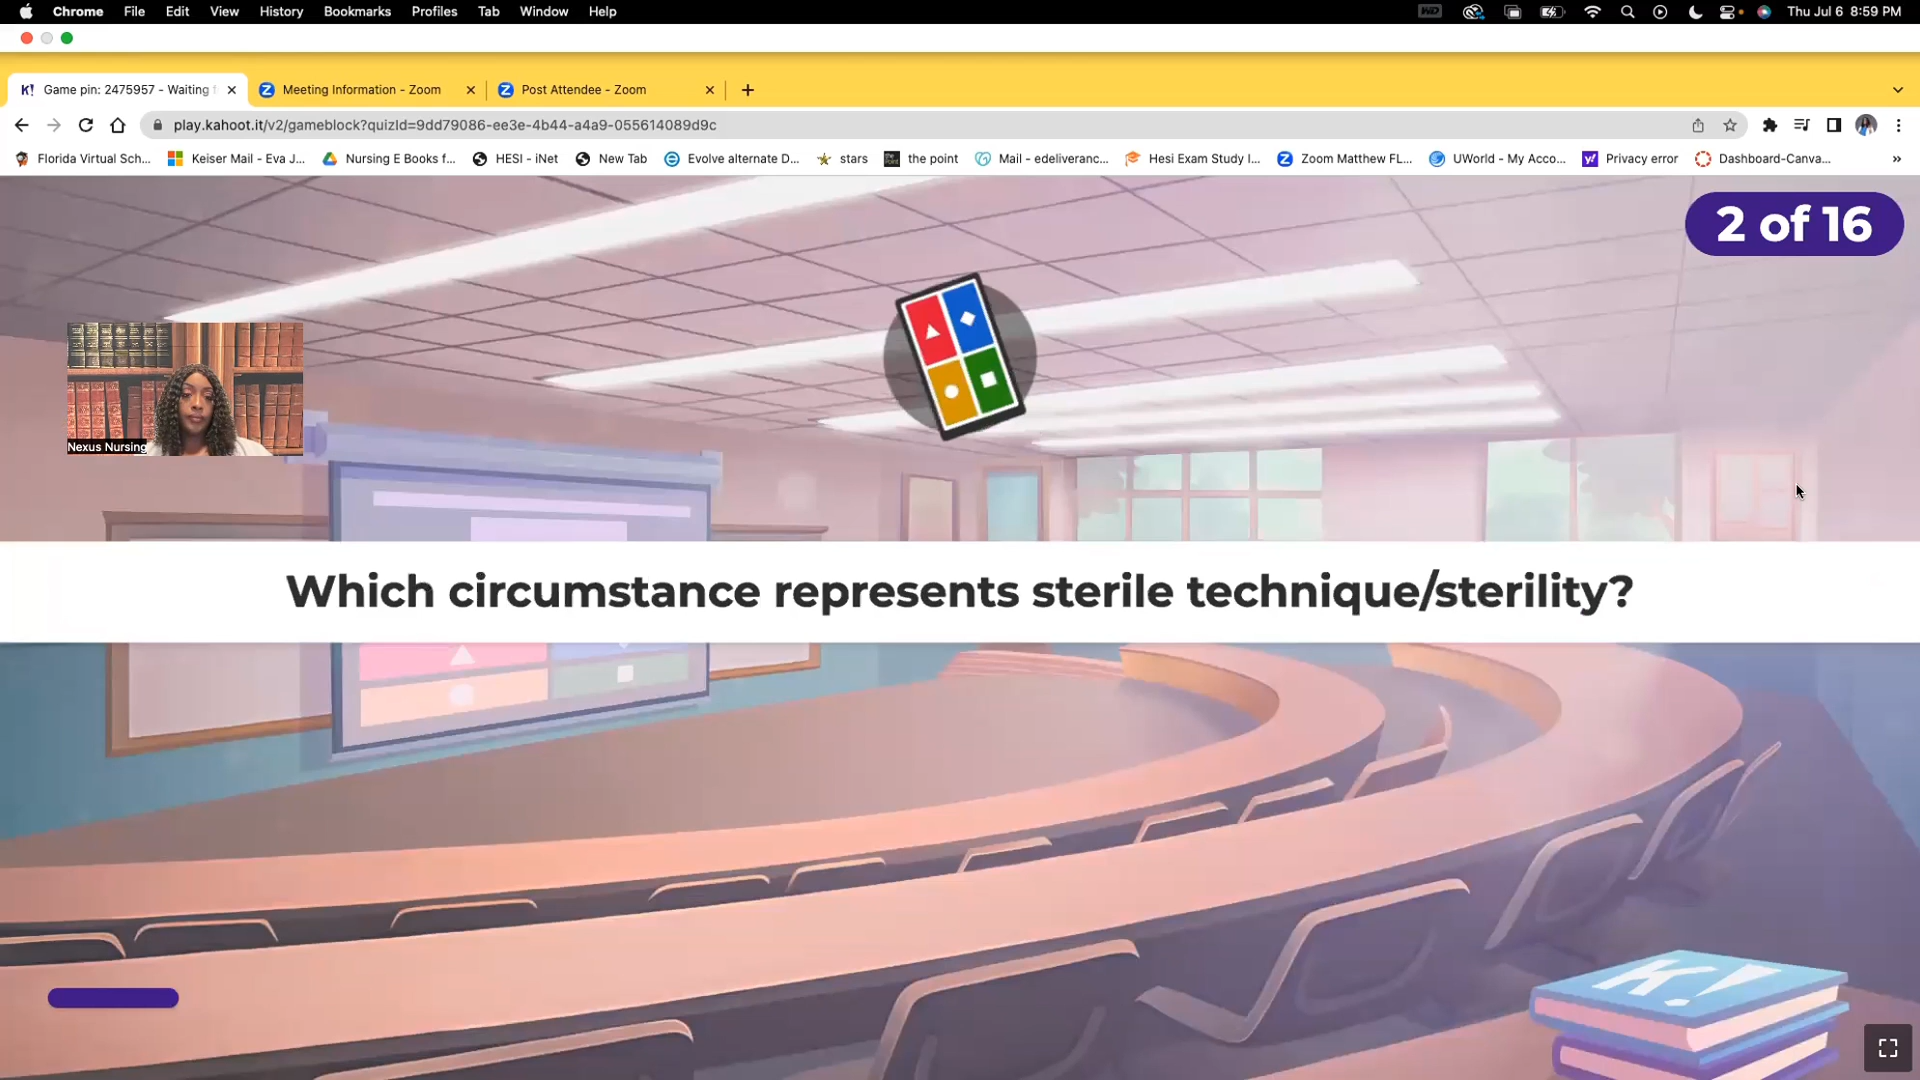 Chrome File Edit View History Bookmarks Profiles Tab Window Help
Thu Jul 6 8:59 PM
K! Game pin: 2475957 - Waiting
Meeting Information - Zoom
Post Attendee - Zoom
play.kahoot.it/v2/gameblock?quizId=9dd79086-ee3e-4b44-a4a9-055614089d9c
Florida Virtual Sch...
Keiser Mail - Eva J...
Nursing E Books f...
HESI - iNet
New Tab
Evolve alternate D...
stars
the point
Mail - edeliveranc...
Hesi Exam Study I...
Zoom Matthew FL...
UWorld - My Acco...
Privacy error
Dashboard-Canva...
2 of 16
Nexus Nursing
Which circumstance represents sterile technique/sterility?
K!